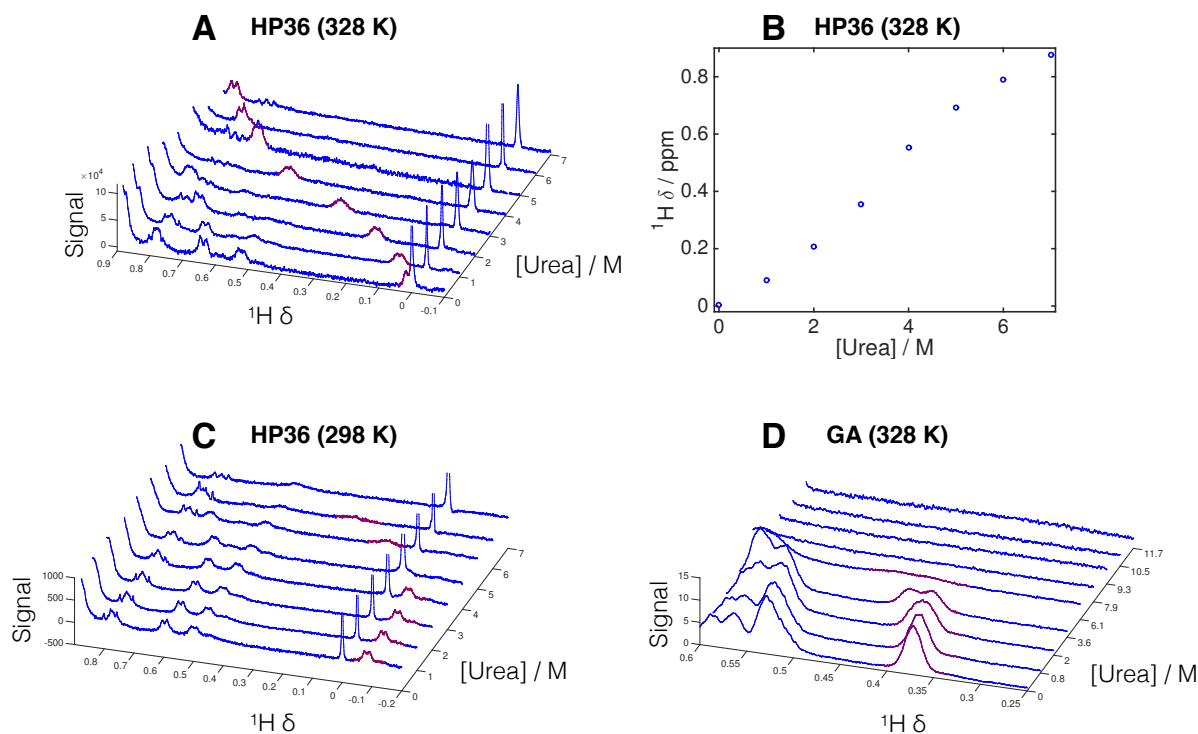 A HP36 (328 K)
Signal
×10⁴
10
5
0
0.9 0.8 0.7 0.6 0.5 0.4 0.3 0.2 0.1 0 -0.1
¹H δ
0 1 2 3 4 5 6 7
[Urea] / M
B HP36 (328 K)
¹H δ / ppm
0.8
0.6
0.4
0.2
0
0 2 4 6
[Urea] / M
C HP36 (298 K)
Signal
1000
500
0
-500
0.8 0.7 0.6 0.5 0.4 0.3 0.2 0.1 0 -0.1 -0.2
¹H δ
0 1 2 3 4 5 6 7
[Urea] / M
D GA (328 K)
Signal
15
10
5
0
0.6 0.55 0.5 0.45 0.4 0.35 0.3 0.25
¹H δ
0 0.8 2 3.6 6.1 7.9 9.3 10.5 11.7
[Urea] / M